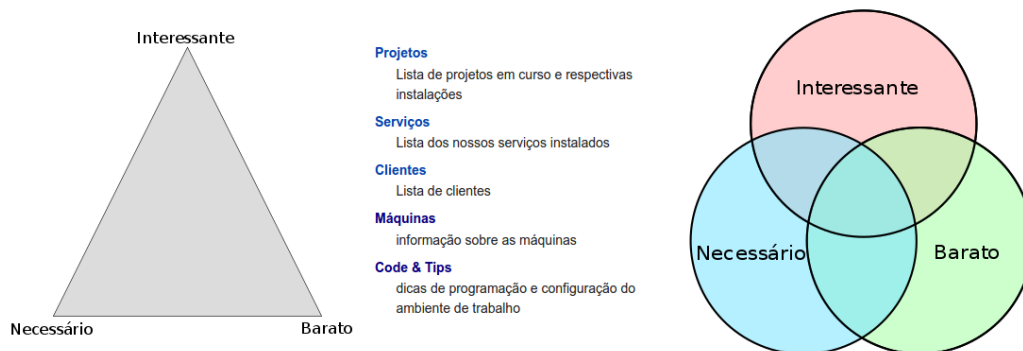 Interessante
Necessário
Barato
Projetos
Lista de projetos em curso e respectivas
instalações
Serviços
Lista dos nossos serviços instalados
Clientes
Lista de clientes
Máquinas
informação sobre as máquinas
Code & Tips
dicas de programação e configuração do
ambiente de trabalho
Interessante
Necessário
Barato